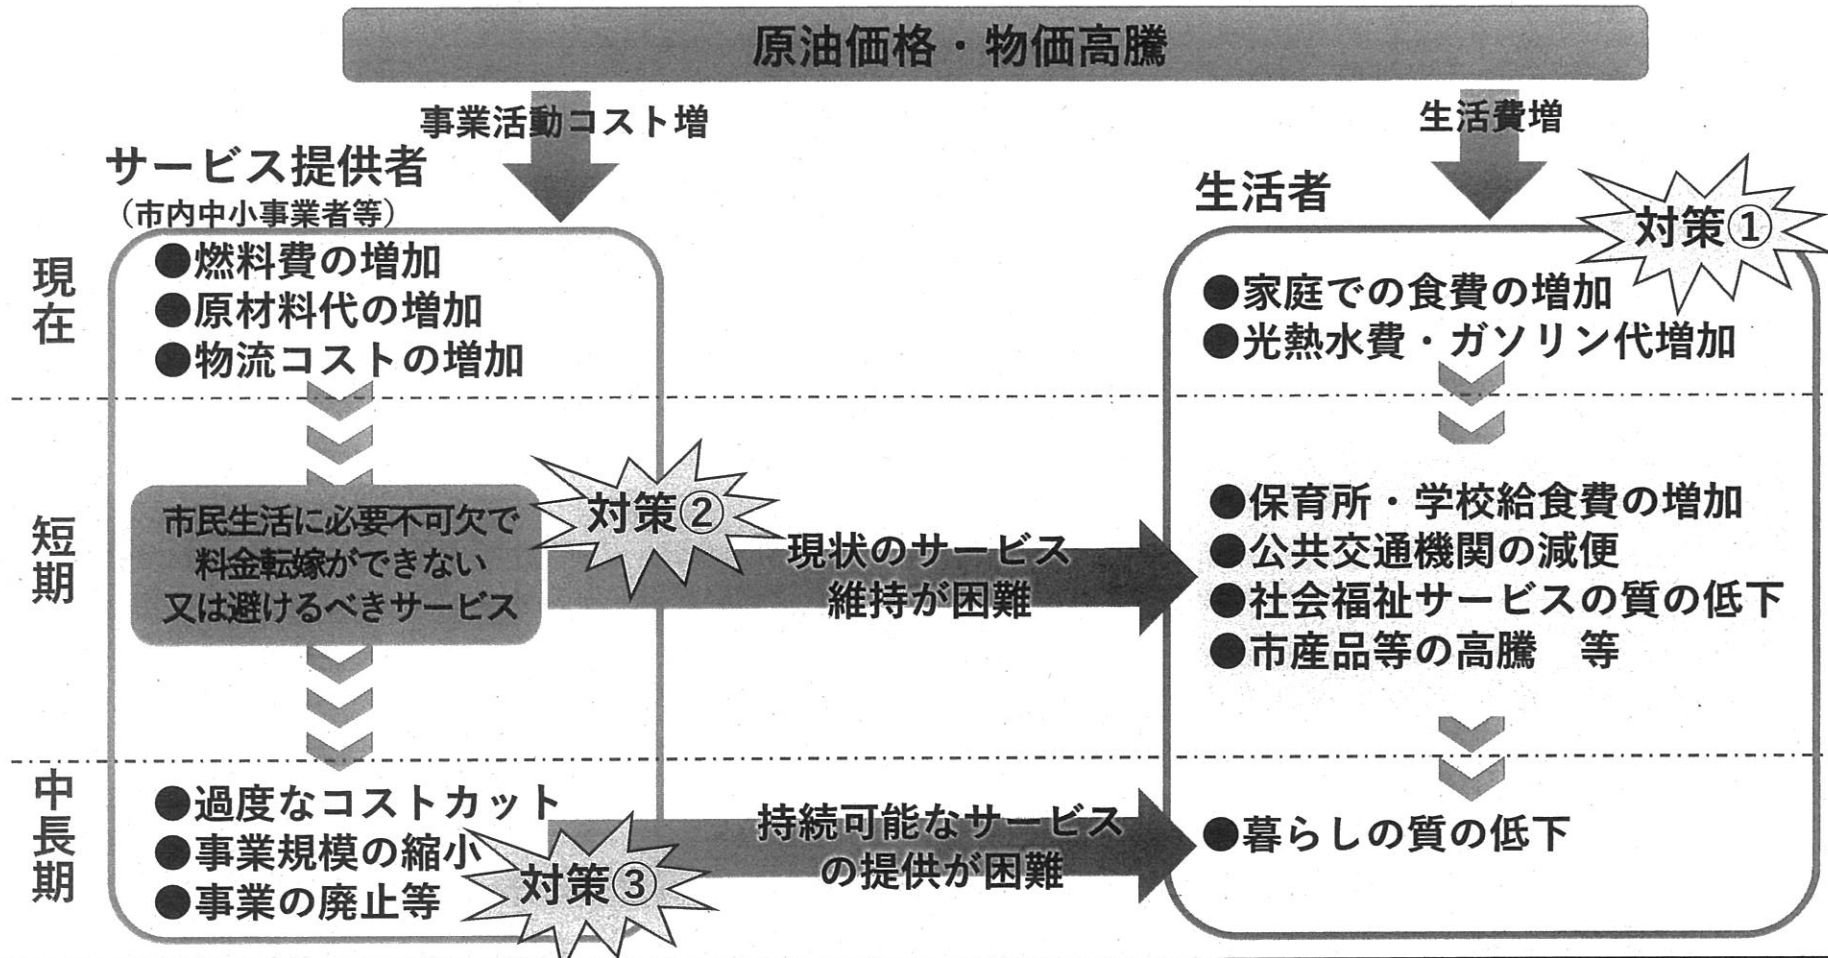 原油価格・物価高騰
事業活動コスト増
生活費増
サービス提供者
（市内中小事業者等）
生活者
対策①
現在
●燃料費の増加
●原材料代の増加
●物流コストの増加
●家庭での食費の増加
●光熱水費・ガソリン代増加
短期
市民生活に必要不可欠で
料金転嫁ができない
又は避けるべきサービス
対策②
現状のサービス
維持が困難
●保育所・学校給食費の増加
●公共交通機関の減便
●社会福祉サービスの質の低下
●市産品等の高騰　等
中長期
●過度なコストカット
●事業規模の縮小
●事業の廃止等
対策③
持続可能なサービス
の提供が困難
●暮らしの質の低下